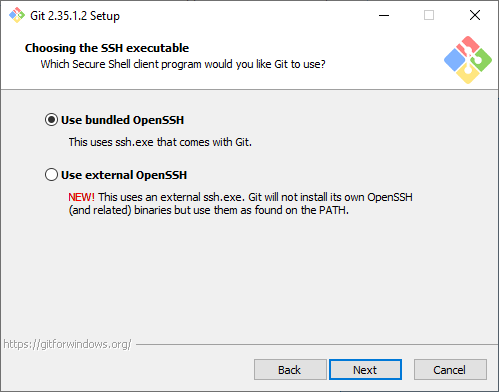 Git 2.35.1.2 Setup
Choosing the SSH executable
Which Secure Shell client program would you like Git to use?
Use bundled OpenSSH
This uses ssh.exe that comes with Git.
Use external OpenSSH
NEW! This uses an external ssh.exe. Git will not install its own OpenSSH
(and related) binaries but use them as found on the PATH.
https://gitforwindows.org/
Back
Next
Cancel